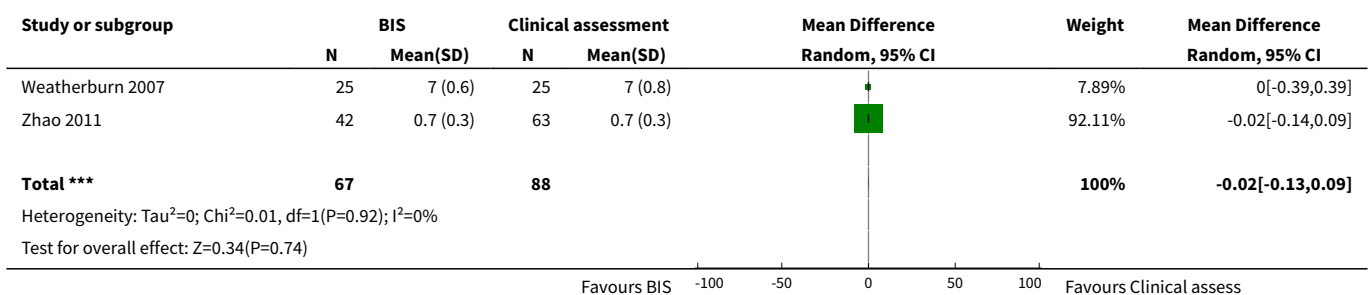 Study or subgroup BIS Clinical assessment Mean Difference Weight Mean Difference
N Mean(SD) N Mean(SD) Random, 95% CI Random, 95% CI
Weatherburn 2007 25 7 (0.6) 25 7 (0.8) 7.89% 0[-0.39,0.39]
Zhao 2011 42 0.7 (0.3) 63 0.7 (0.3) 92.11% -0.02[-0.14,0.09]
Total *** 67 88 100% -0.02[-0.13,0.09]
Heterogeneity: Tau²=0; Chi²=0.01, df=1(P=0.92); I²=0%
Test for overall effect: Z=0.34(P=0.74)
Favours BIS -100 -50 0 50 100 Favours Clinical assess